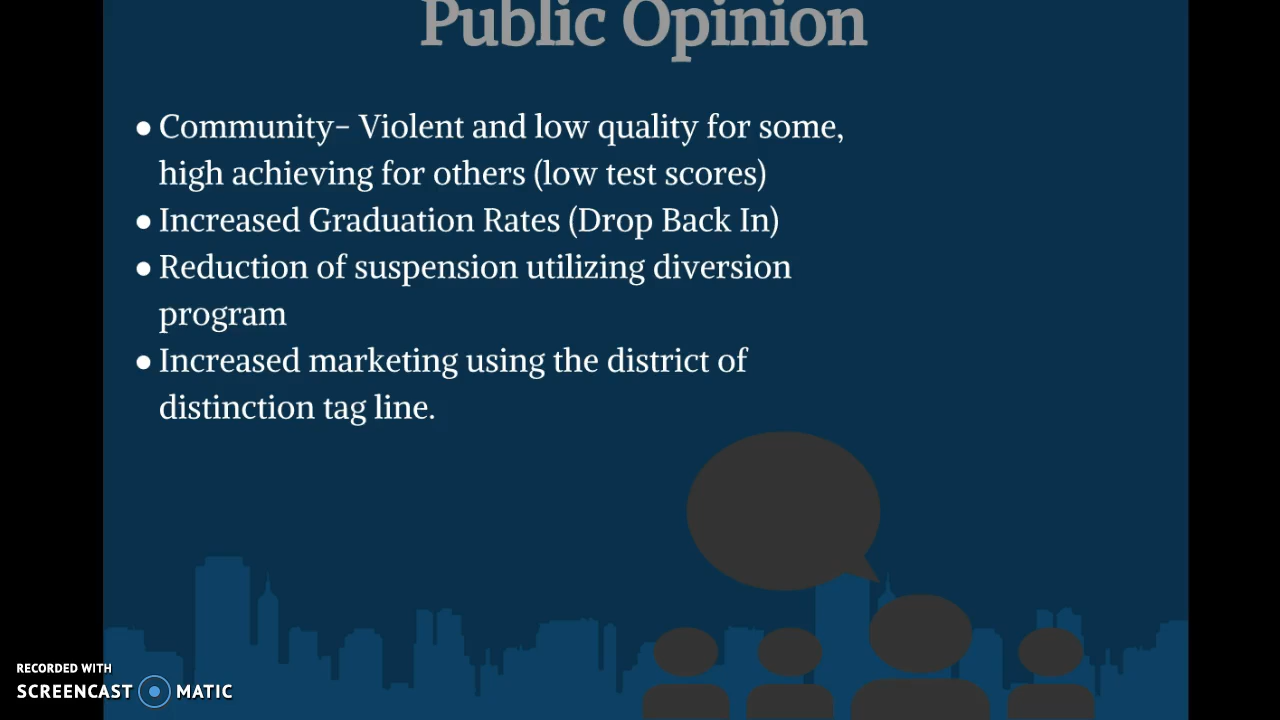 Public Opinion
● Community- Violent and low quality for some,
high achieving for others (low test scores)
● Increased Graduation Rates (Drop Back In)
● Reduction of suspension utilizing diversion
program
● Increased marketing using the district of
distinction tag line.
RECORDED WITH
SCREENCAST MATIC